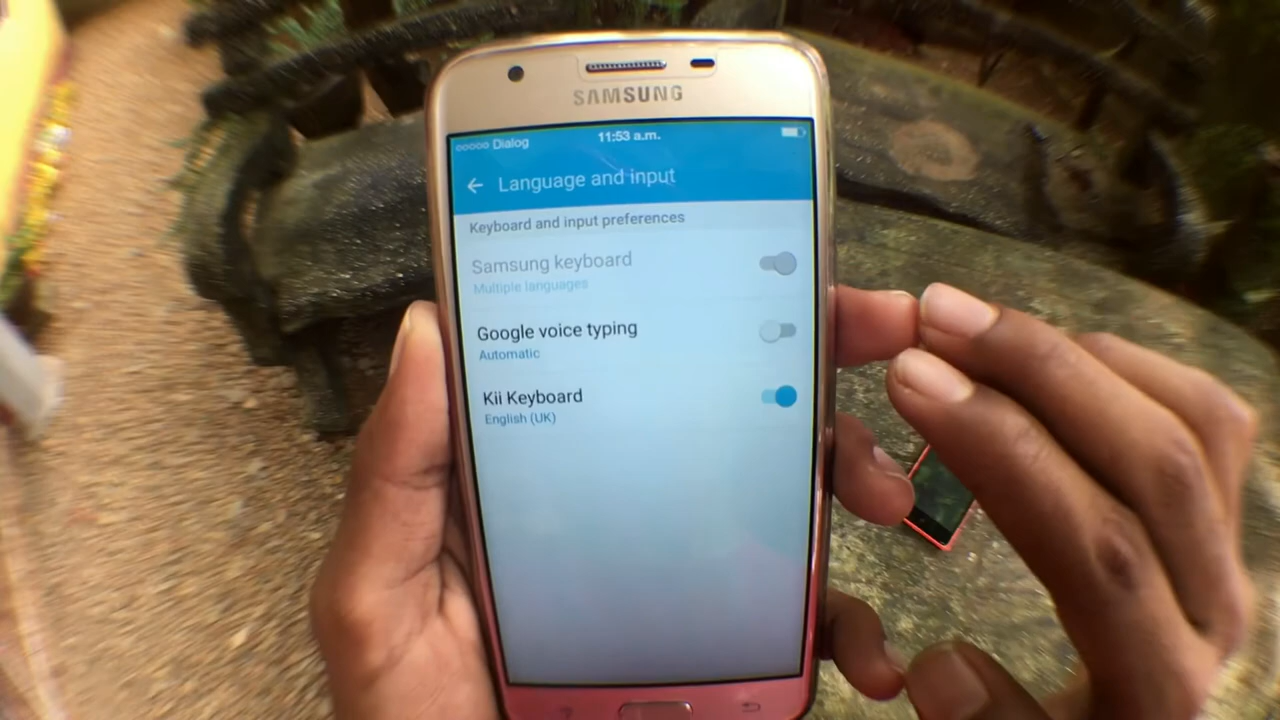 SAMSUNG
Dialog 11:53 a.m.
Language and input
Keyboard and input preferences
Samsung keyboard
Multiple languages
Google voice typing
Automatic
Kii Keyboard
English (UK)